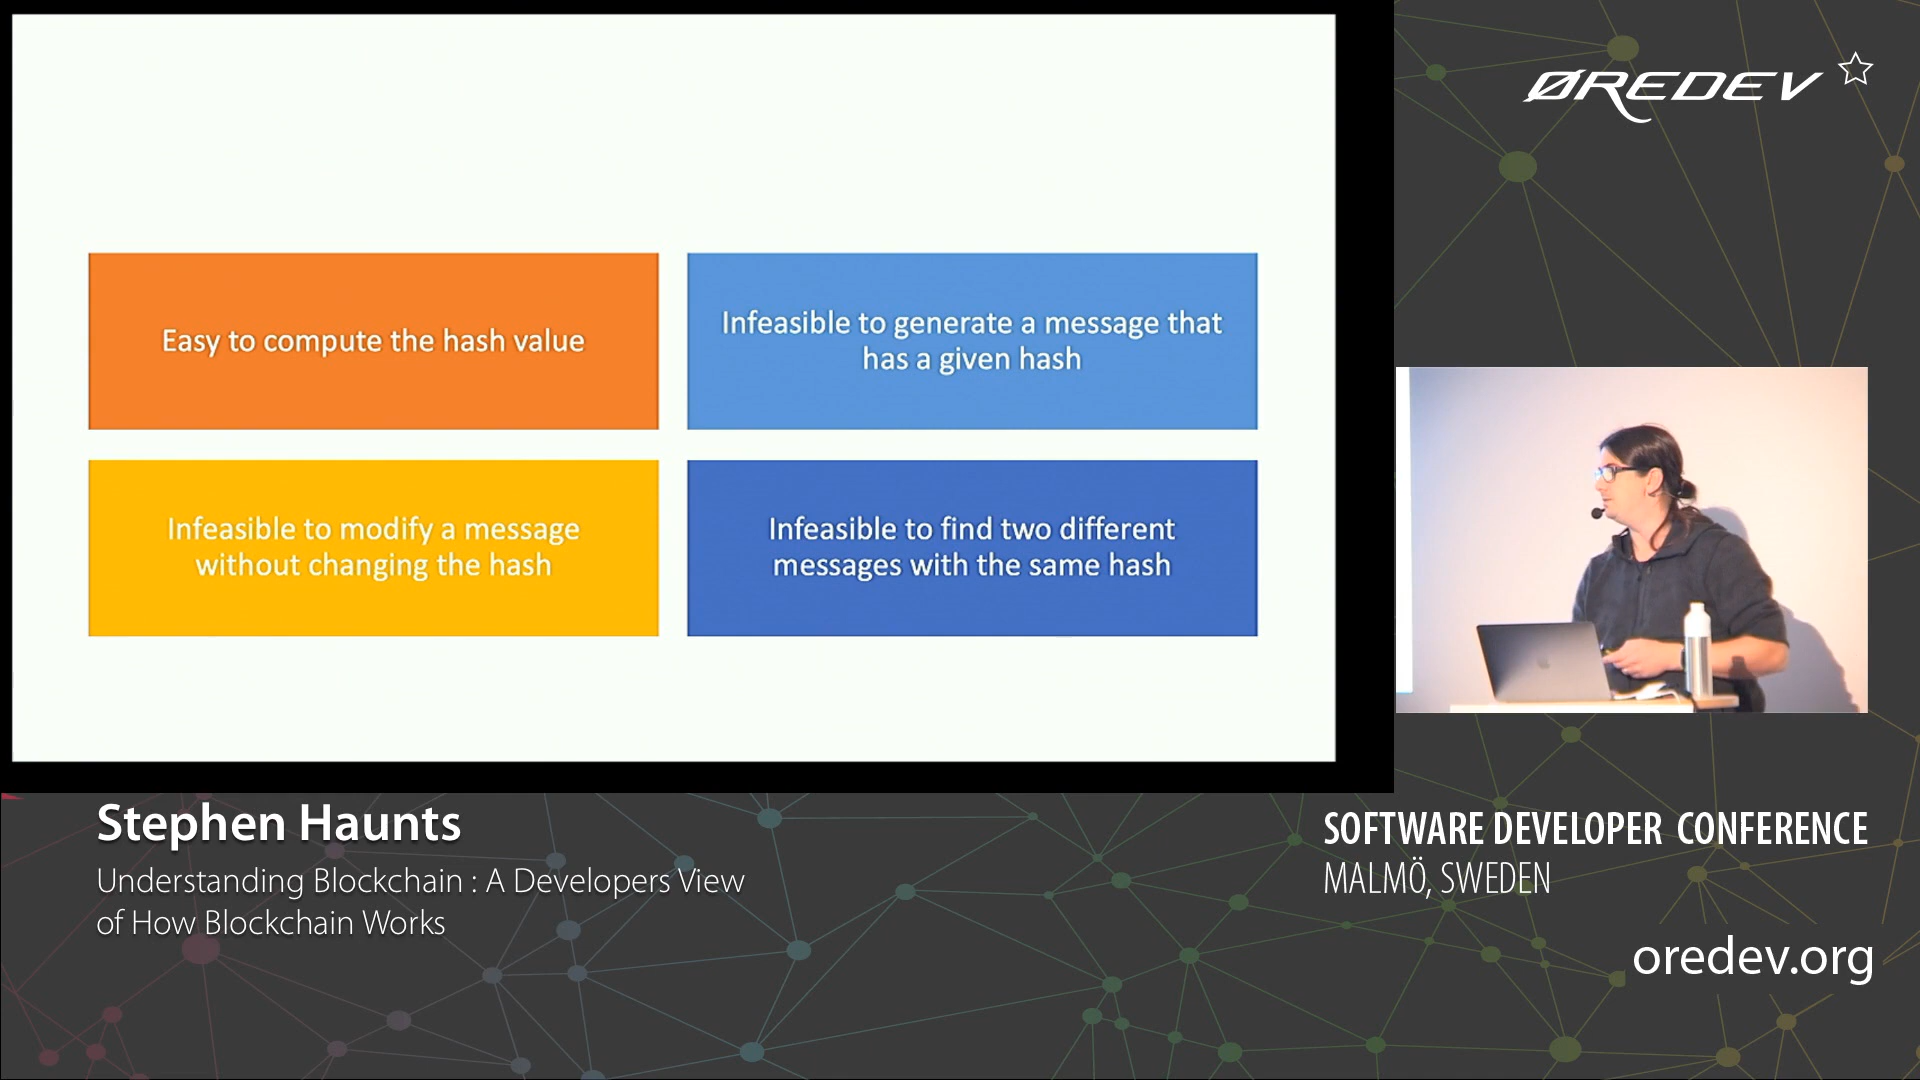 Easy to compute the hash value
Infeasible to generate a message that
has a given hash
Infeasible to modify a message
without changing the hash
Infeasible to find two different
messages with the same hash
ØREDEV
Stephen Haunts
Understanding Blockchain : A Developers View
of How Blockchain Works
SOFTWARE DEVELOPER CONFERENCE
MALMÖ, SWEDEN
oredev.org